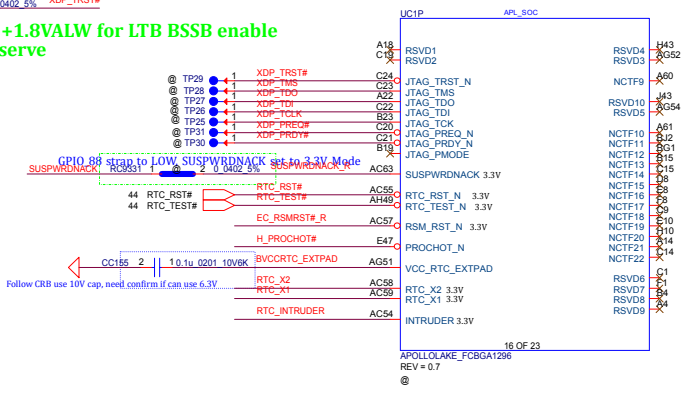 0402_5% XDP_TRST#
+1.8VALW for LTB BSSB enable
serve
UC1P APL_SOC
A18 RSVD1
C19 RSVD2
@ TP29 1 XDP_TRST# C24 JTAG_TRST_N
@ TP28 1 XDP_TMS C23 JTAG_TMS
@ TP27 1 XDP_TDO A22 JTAG_TDO
@ TP26 1 XDP_TDI C22 JTAG_TDI
@ TP25 1 XDP_TCLK B23 JTAG_TCK
@ TP31 1 XDP_PREQ# C20 JTAG_PREQ_N
@ TP30 1 XDP_PRDY# C21 JTAG_PRDY_N
B19 JTAG_PMODE
GPIO_88 strap to LOW, SUSPWRDNACK set to 3.3V Mode
SUSPWRDNACK RC9331 1 @ 2 0_0402_5% SUSPWRDNACK_R AC63 SUSPWRDNACK 3.3V
44 RTC_RST# RTC_RST# AC55 RTC_RST_N 3.3V
44 RTC_TEST# RTC_TEST# AH49 RTC_TEST_N 3.3V
EC_RSMRST#_R AC57 RSM_RST_N 3.3V
H_PROCHOT# E47 PROCHOT_N
CC155 2 1 0.1u_0201_10V6K BVCCRTC_EXTPAD AG51 VCC_RTC_EXTPAD
Follow CRB use 10V cap, need confirm if can use 6.3V
RTC_X2 AC58 RTC_X2 3.3V
RTC_X1 AC59 RTC_X1 3.3V
RTC_INTRUDER AC54 INTRUDER 3.3V
RSVD4 H43
RSVD3 AG52
NCTF9 A60
RSVD10 J43
RSVD5 AG54
NCTF10 A61
NCTF11 BJ2
NCTF12 BG1
NCTF13 B15
NCTF14 C15
NCTF15 D8
NCTF16 E8
NCTF17 F8
NCTF18 C9
NCTF19 E10
NCTF20 H10
NCTF21 A14
NCTF22 C14
RSVD6 C1
RSVD7
RSVD8 B4
RSVD9 A4
16 OF 23
APOLLOLAKE_FCBGA1296
REV = 0.7
@